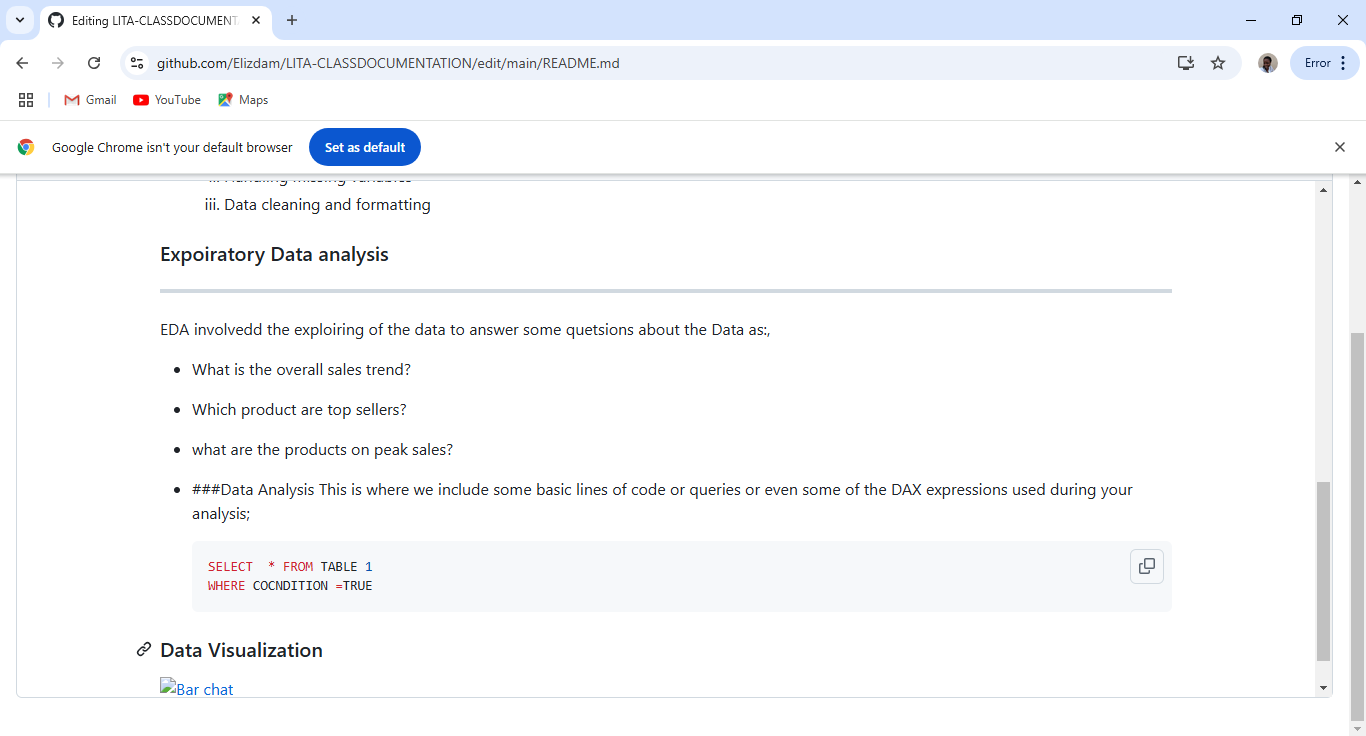 Editing LITA-CLASSDOCUMENTA
github.com/Elizdam/LITA-CLASSDOCUMENTATION/edit/main/README.md
Error
Gmail
YouTube
Maps
Google Chrome isn't your default browser
Set as default
ii. Handling missing variables
iii. Data cleaning and formatting
Expoiratory Data analysis
EDA involvedd the exploiring of the data to answer some quetsions about the Data as:,
What is the overall sales trend?
Which product are top sellers?
what are the products on peak sales?
###Data Analysis This is where we include some basic lines of code or queries or even some of the DAX expressions used during your
analysis;
SELECT  * FROM TABLE 1
WHERE COCNDITION =TRUE
Data Visualization
Bar chat